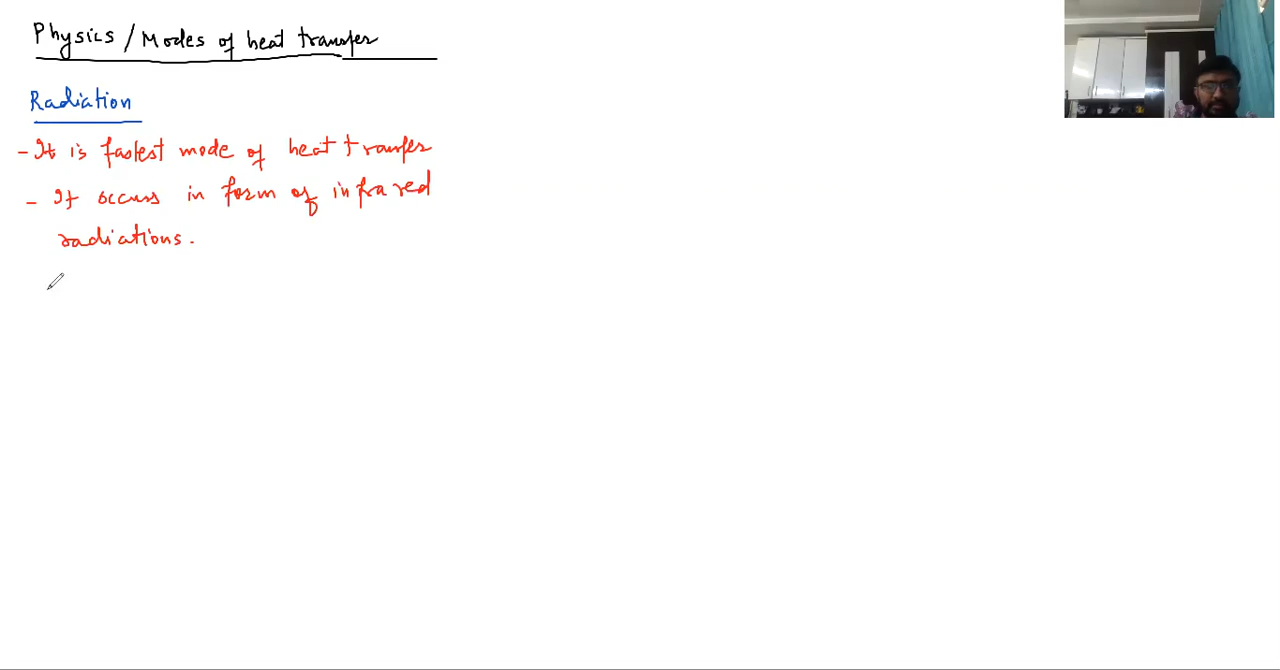 Physics / Modes of heat transfer
Radiation
- It is fastest mode of heat transfer
- It occurs in form of infrared
radiations.